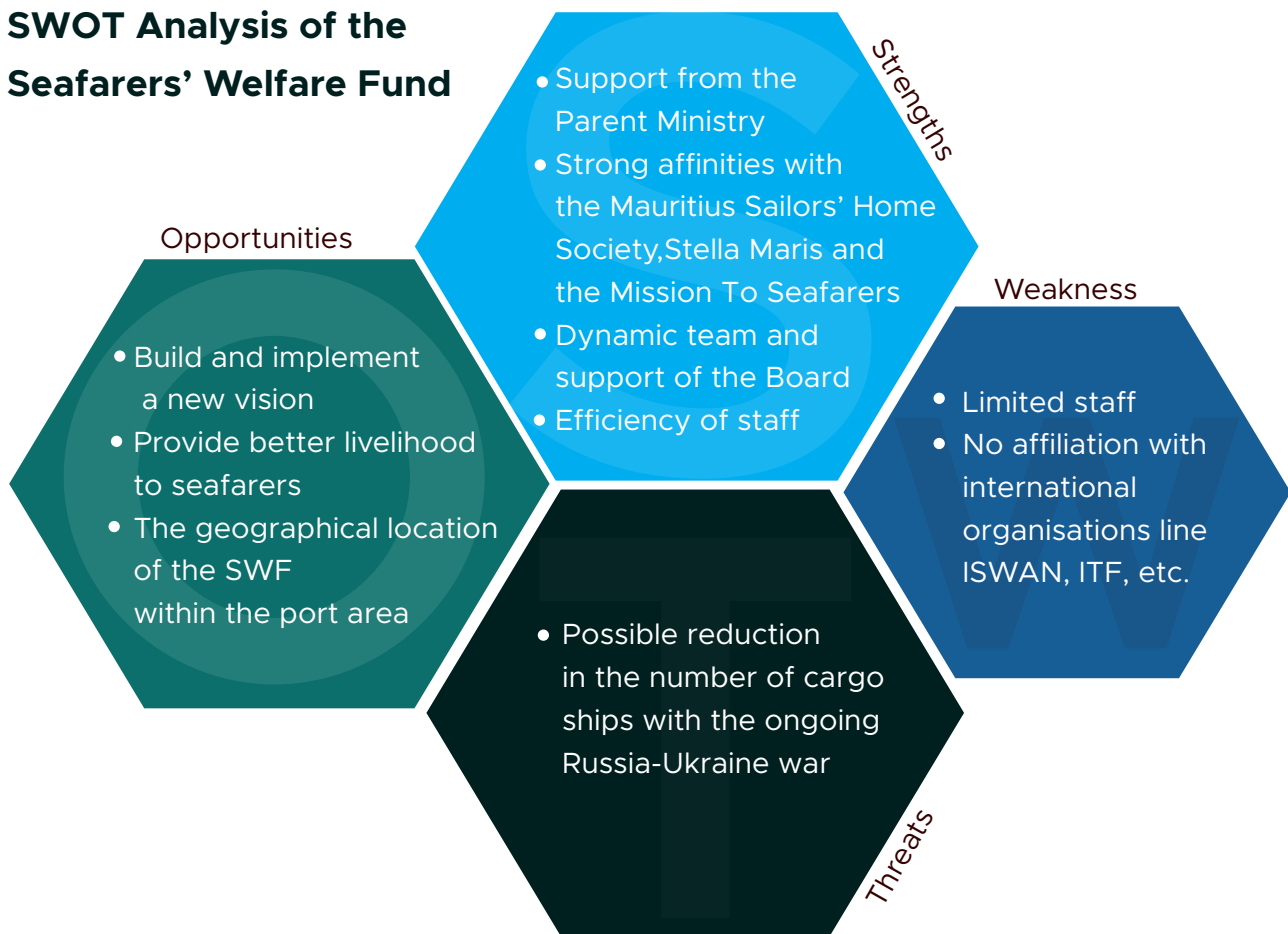 SWOT Analysis of the
Seafarers’ Welfare Fund
Strengths
S
• Support from the
Parent Ministry
• Strong affinities with
the Mauritius Sailors’ Home
Society,Stella Maris and
the Mission To Seafarers
• Dynamic team and
support of the Board
• Efficiency of staff
Opportunities
O
• Build and implement
a new vision
• Provide better livelihood
to seafarers
• The geographical location
of the SWF
within the port area
Weakness
W
• Limited staff
• No affiliation with
international
organisations line
ISWAN, ITF, etc.
T
• Possible reduction
in the number of cargo
ships with the ongoing
Russia-Ukraine war
Threats